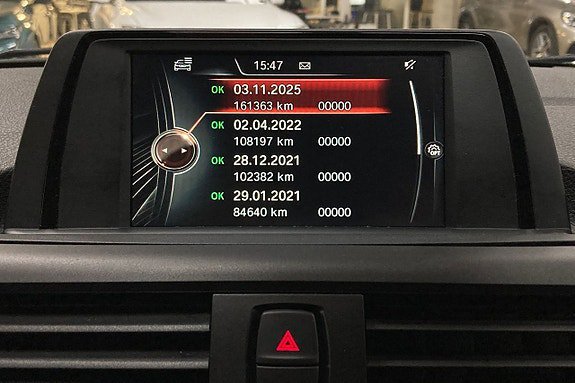 15:47
OK 03.11.2025
161363 km 00000
OK 02.04.2022
108197 km 00000
OK 28.12.2021
102382 km 00000
OK 29.01.2021
84640 km 00000
OPT